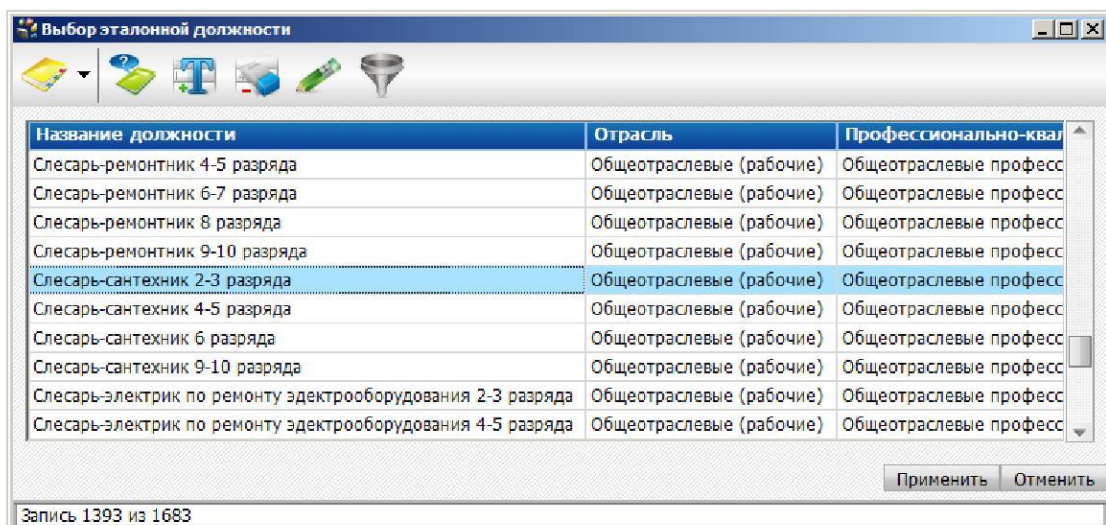 Выбор эталонной должности
Название должности Отрасль Профессионально-квал
Слесарь-ремонтник 4-5 разряда Общеотраслевые (рабочие) Общеотраслевые професс
Слесарь-ремонтник 6-7 разряда Общеотраслевые (рабочие) Общеотраслевые професс
Слесарь-ремонтник 8 разряда Общеотраслевые (рабочие) Общеотраслевые професс
Слесарь-ремонтник 9-10 разряда Общеотраслевые (рабочие) Общеотраслевые професс
Слесарь-сантехник 2-3 разряда Общеотраслевые (рабочие) Общеотраслевые професс
Слесарь-сантехник 4-5 разряда Общеотраслевые (рабочие) Общеотраслевые професс
Слесарь-сантехник 6 разряда Общеотраслевые (рабочие) Общеотраслевые професс
Слесарь-сантехник 9-10 разряда Общеотраслевые (рабочие) Общеотраслевые професс
Слесарь-электрик по ремонту эдектрооборудования 2-3 разряда Общеотраслевые (рабочие) Общеотраслевые професс
Слесарь-электрик по ремонту эдектрооборудования 4-5 разряда Общеотраслевые (рабочие) Общеотраслевые професс
Применить Отменить
Запись 1393 из 1683